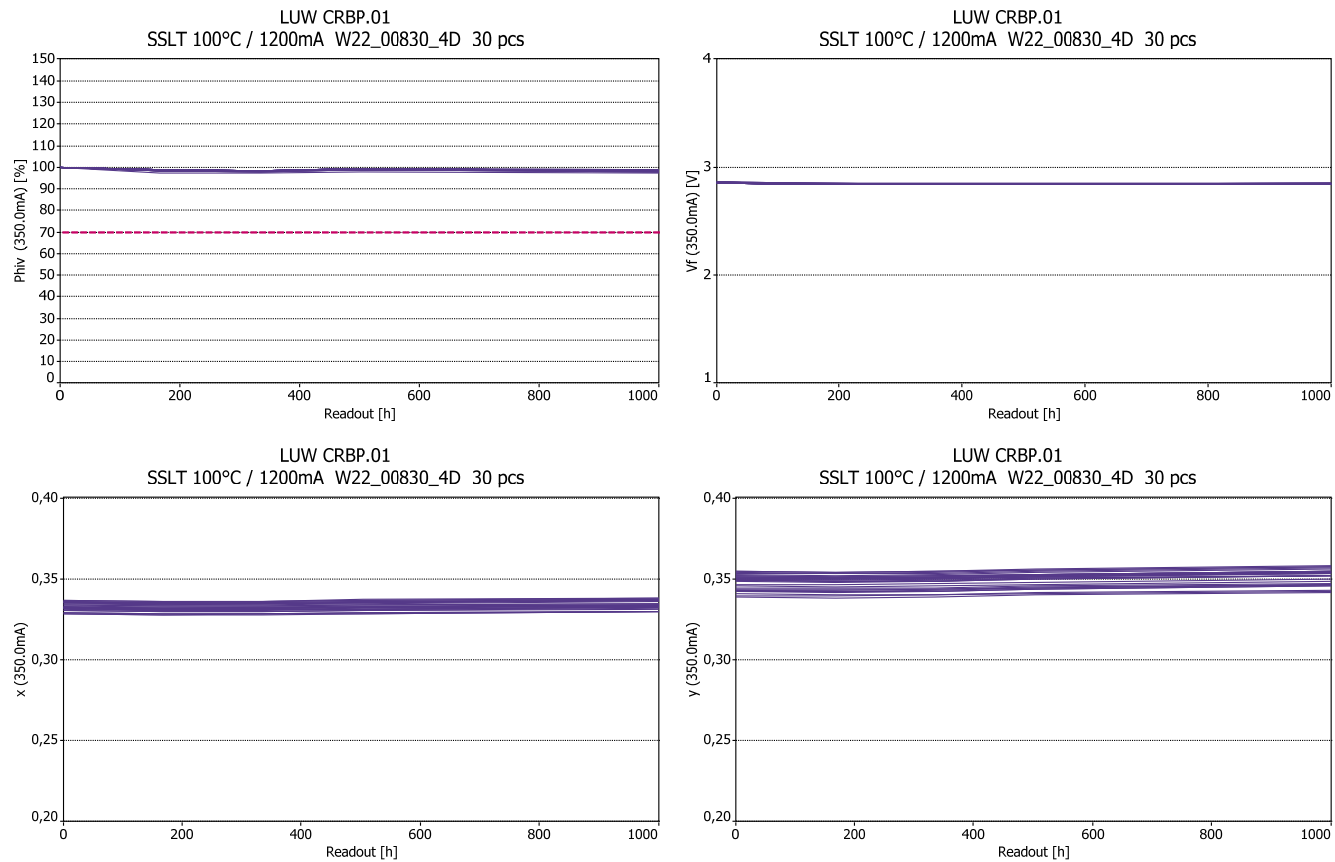 LUW CRBP.01
SSLT 100°C / 1200mA W22_00830_4D 30 pcs
150
140
130
120
110
100
90
80
70
60
50
40
30
20
10
0
Phiv (350.0mA) [%]
0 200 400 600 800 1000
Readout [h]
LUW CRBP.01
SSLT 100°C / 1200mA W22_00830_4D 30 pcs
4
3
2
1
Vf (350.0mA) [V]
0 200 400 600 800 1000
Readout [h]
LUW CRBP.01
SSLT 100°C / 1200mA W22_00830_4D 30 pcs
0,40
0,35
0,30
0,25
0,20
x (350.0mA)
0 200 400 600 800 1000
Readout [h]
LUW CRBP.01
SSLT 100°C / 1200mA W22_00830_4D 30 pcs
0,40
0,35
0,30
0,25
0,20
y (350.0mA)
0 200 400 600 800 1000
Readout [h]